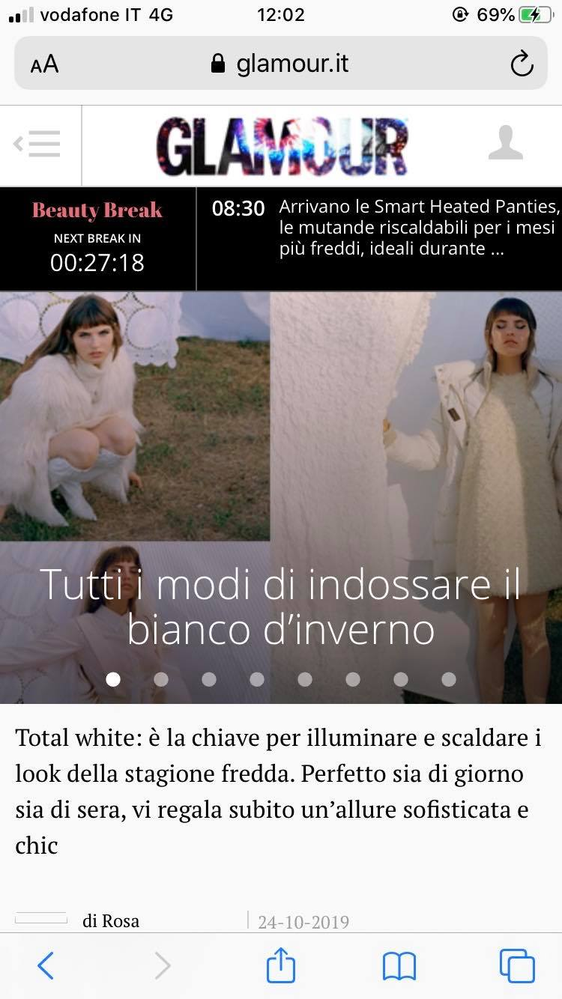 vodafone IT 4G 12:02 69%
AA glamour.it
GLAMOUR
Beauty Break
NEXT BREAK IN
00:27:18
08:30 Arrivano le Smart Heated Panties,
le mutande riscaldabili per i mesi
più freddi, ideali durante ...
Tutti i modi di indossare il
bianco d’inverno
Total white: è la chiave per illuminare e scaldare i
look della stagione fredda. Perfetto sia di giorno
sia di sera, vi regala subito un’allure sofisticata e
chic
di Rosa 24-10-2019